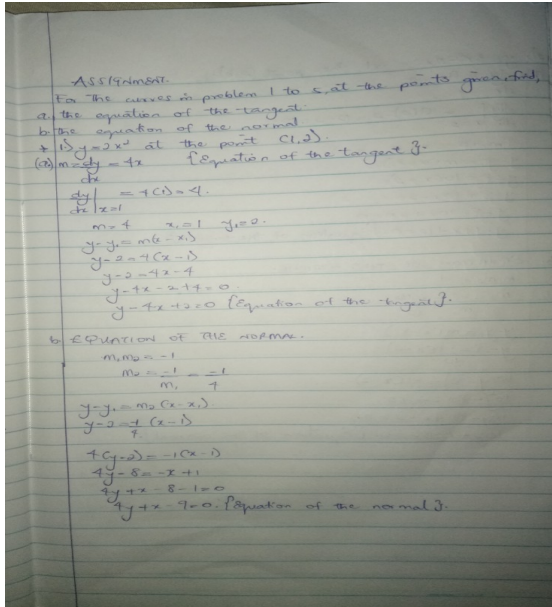 ASSIGNMENT.
For the curves in problem 1 to 5, at the points given, find,
a. the equation of the tangent.
b. the equation of the normal
* 1) y = 2x² at the point (1,2).
(a) m = dy/dx = 4x {Equation of the tangent}.
dy/dx | x=1 = 4(1) = 4.
m = 4 x₁ = 1 y₁ = 2.
y - y₁ = m(x - x₁)
y - 2 = 4(x - 1)
y - 2 = 4x - 4
y - 4x - 2 + 4 = 0.
y - 4x + 2 = 0 {Equation of the tangent}.
b EQUATION OF THE NORMAL.
m₁m₂ = -1
m₂ = -1/m₁ = -1/4
y - y₁ = m₂(x - x₁)
y - 2 = -1/4 (x - 1)
4(y - 2) = -1(x - 1)
4y - 8 = -x + 1
4y + x - 8 - 1 = 0
4y + x - 9 = 0. {Equation of the normal}.